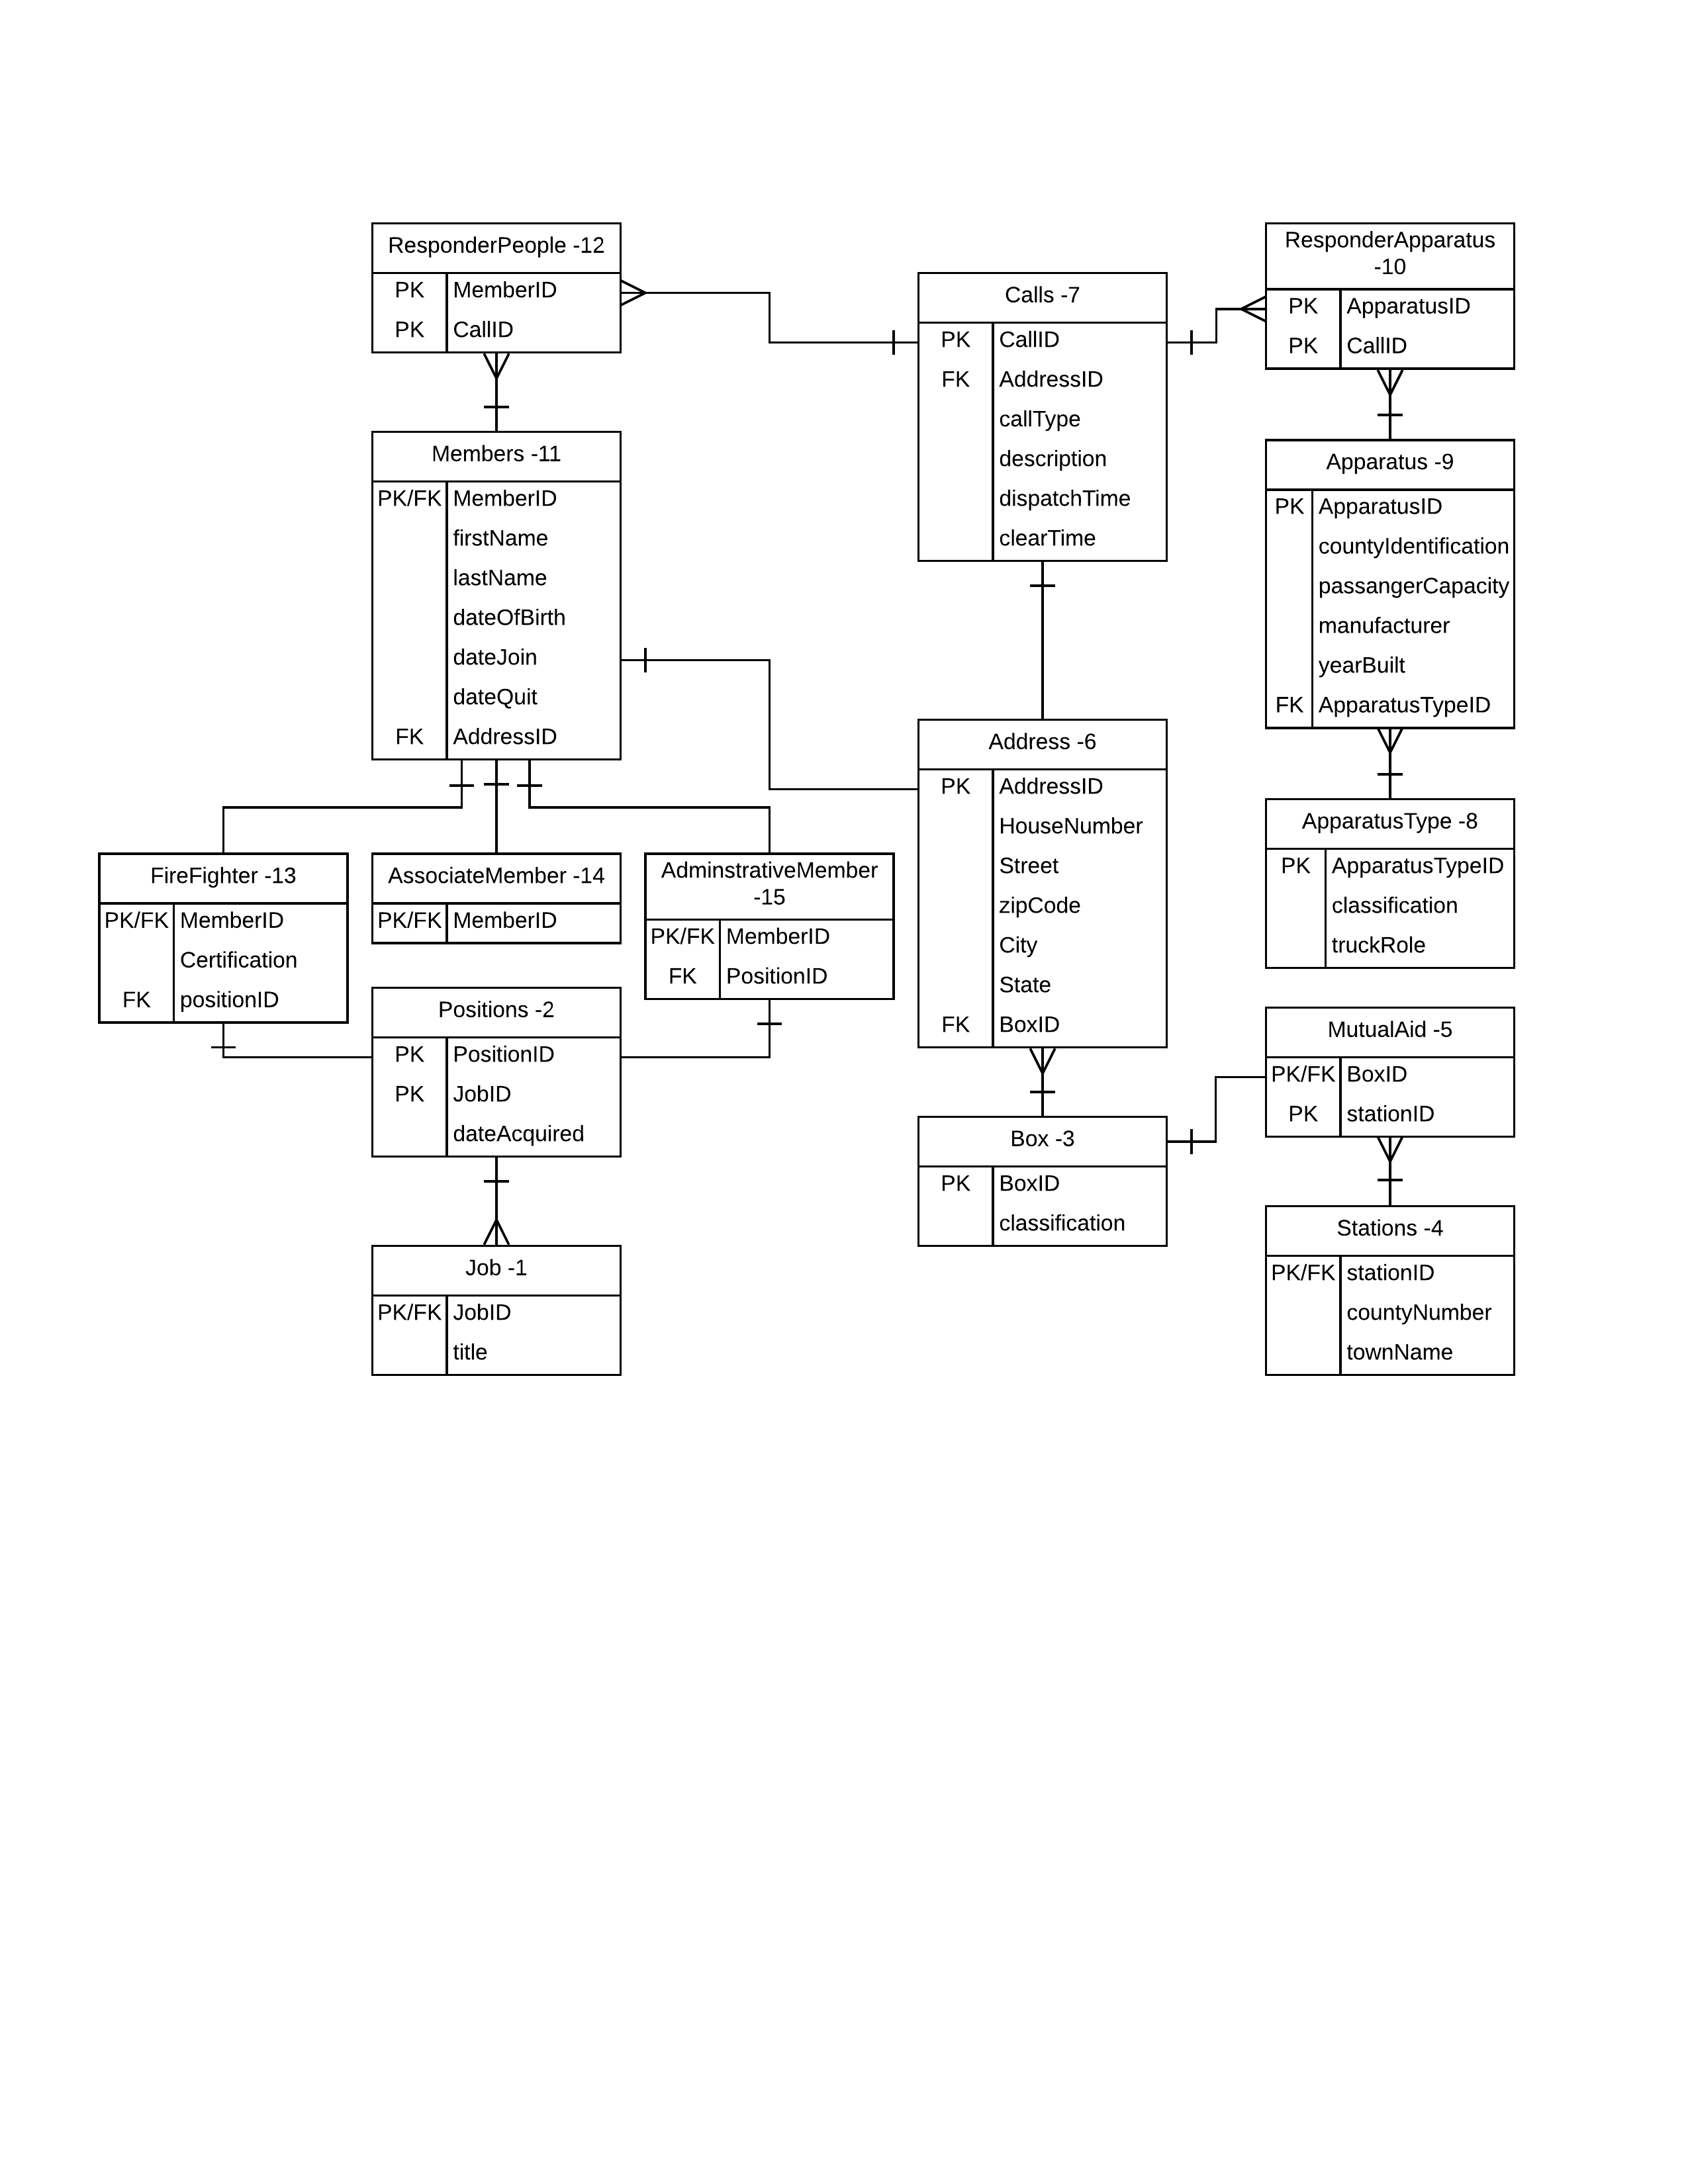 ResponderPeople -12
PK MemberID
PK CallID
Members -11
PK/FK MemberID
firstName
lastName
dateOfBirth
dateJoin
dateQuit
FK AddressID
FireFighter -13
PK/FK MemberID
Certification
FK positionID
AssociateMember -14
PK/FK MemberID
AdminstrativeMember
-15
PK/FK MemberID
FK PositionID
Positions -2
PK PositionID
PK JobID
dateAcquired
Job -1
PK/FK JobID
title
Calls -7
PK CallID
FK AddressID
callType
description
dispatchTime
clearTime
Address -6
PK AddressID
HouseNumber
Street
zipCode
City
State
FK BoxID
Box -3
PK BoxID
classification
ResponderApparatus
-10
PK ApparatusID
PK CallID
Apparatus -9
PK ApparatusID
countyIdentification
passangerCapacity
manufacturer
yearBuilt
FK ApparatusTypeID
ApparatusType -8
PK ApparatusTypeID
classification
truckRole
MutualAid -5
PK/FK BoxID
PK stationID
Stations -4
PK/FK stationID
countyNumber
townName